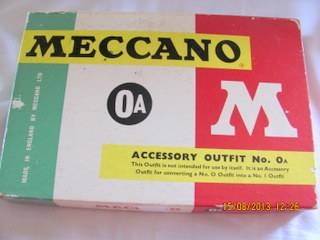 MECCANO
0A
M
MADE IN ENGLAND BY MECCANO LTD
ACCESSORY OUTFIT No. 0A
This Outfit is not intended for use by itself. It is an Accessory
Outfit for converting a No. 0 Outfit into a No. 1 Outfit
15/08/2013 12:26